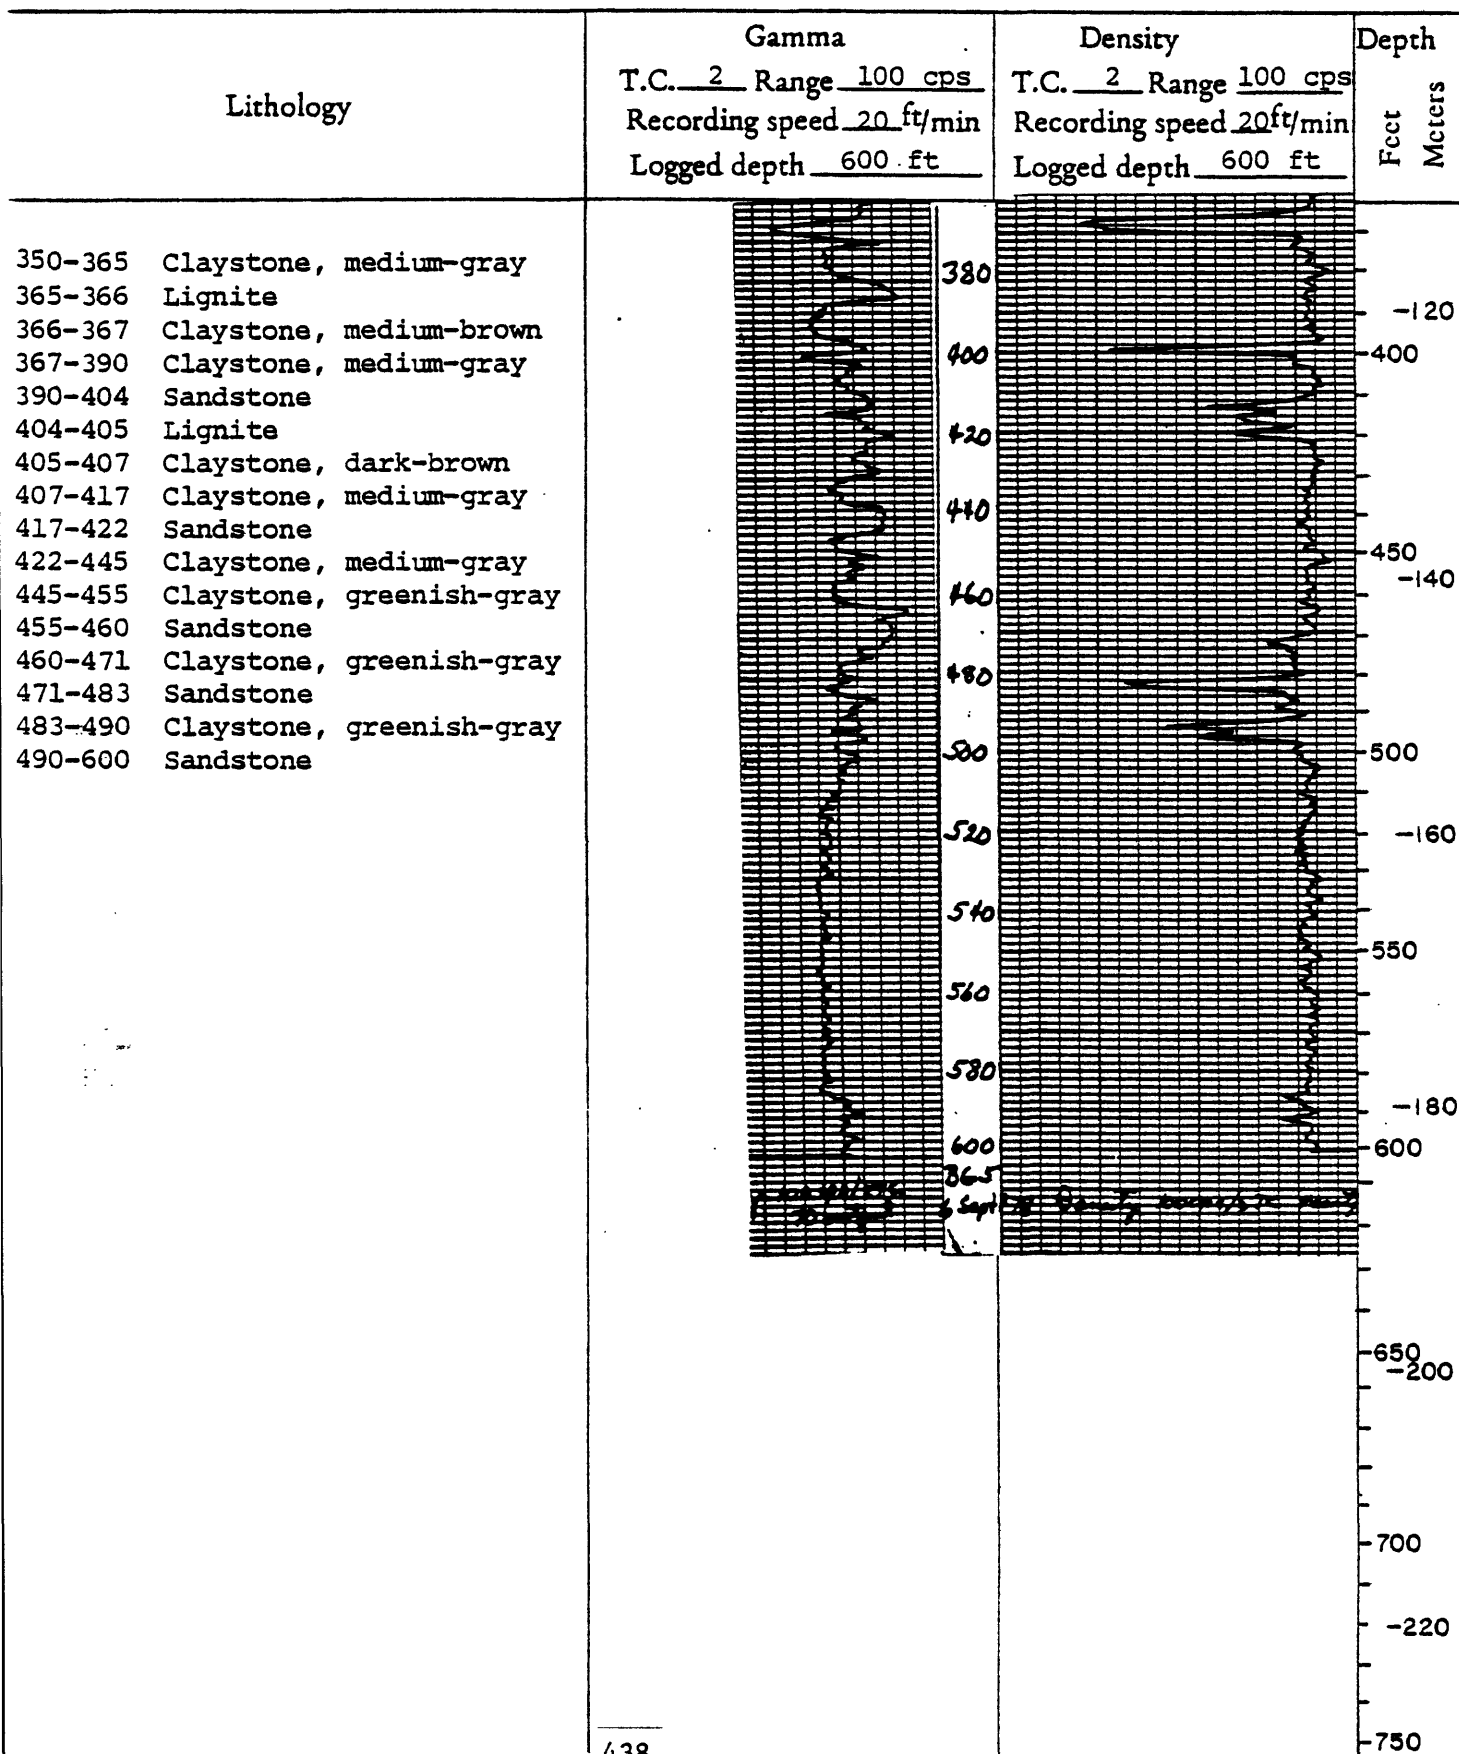 Lithology
Gamma
T.C. 2 Range 100 cps
Recording speed 20 ft/min
Logged depth 600 ft
Density
T.C. 2 Range 100 cps
Recording speed 20 ft/min
Logged depth 600 ft
Depth
Feet
Meters
350-365 Claystone, medium-gray
365-366 Lignite
366-367 Claystone, medium-brown
367-390 Claystone, medium-gray
390-404 Sandstone
404-405 Lignite
405-407 Claystone, dark-brown
407-417 Claystone, medium-gray
417-422 Sandstone
422-445 Claystone, medium-gray
445-455 Claystone, greenish-gray
455-460 Sandstone
460-471 Claystone, greenish-gray
471-483 Sandstone
483-490 Claystone, greenish-gray
490-600 Sandstone
380
400
420
440
460
480
500
520
540
560
580
600
865
6 Sept
Density
-120
-400
-450
-140
-500
-160
-550
-180
-600
-650
-200
-700
-220
-750
438